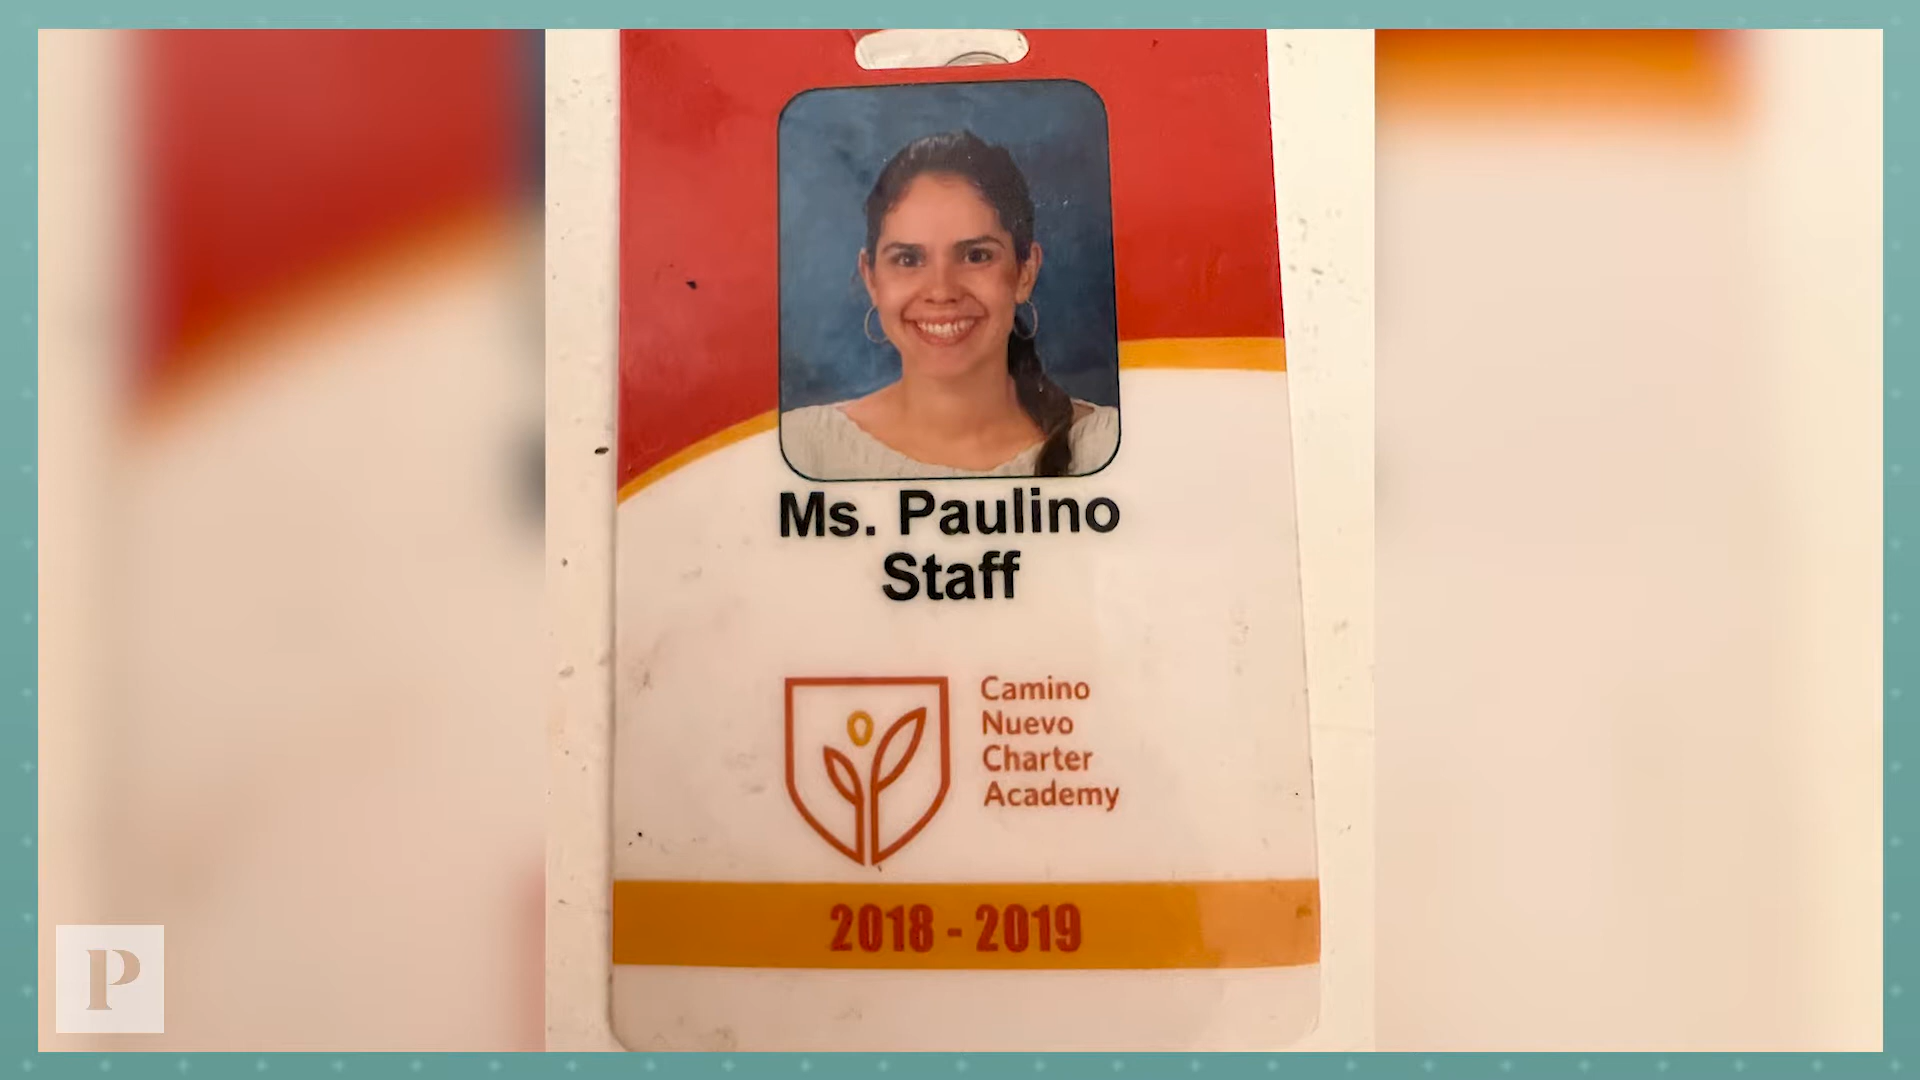 Ms. Paulino
Staff
Camino
Nuevo
Charter
Academy
2018 - 2019
P